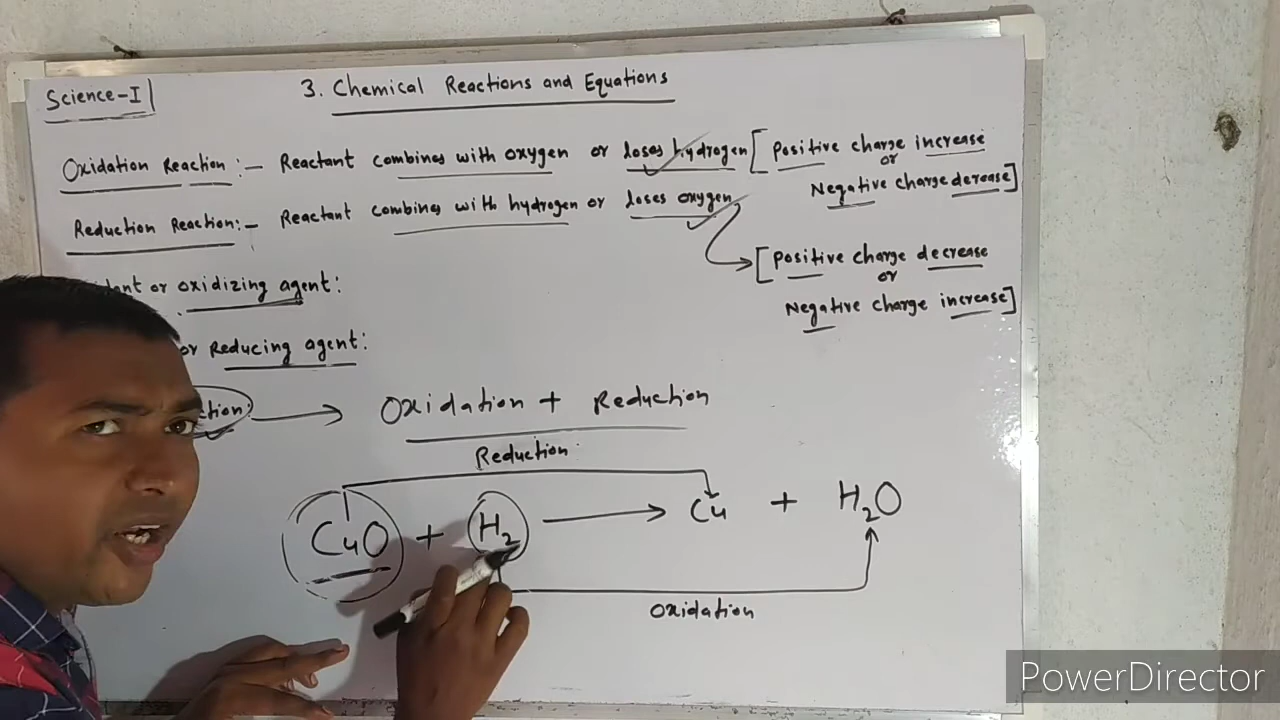 Science-I
3. Chemical Reactions and Equations
Oxidation Reaction:- Reactant combines with oxygen or loses hydrogen [Positive charge increase
or
Negative charge derease]
Reduction Reaction:- Reactant combines with hydrogen or loses oxygen
[Positive charge decrease
or
Negative charge increase]
or oxidizing agent:
or Reducing agent:
Oxidation + Reduction
Reduction
CuO + H2 → Cu + H2O
Oxidation
PowerDirector